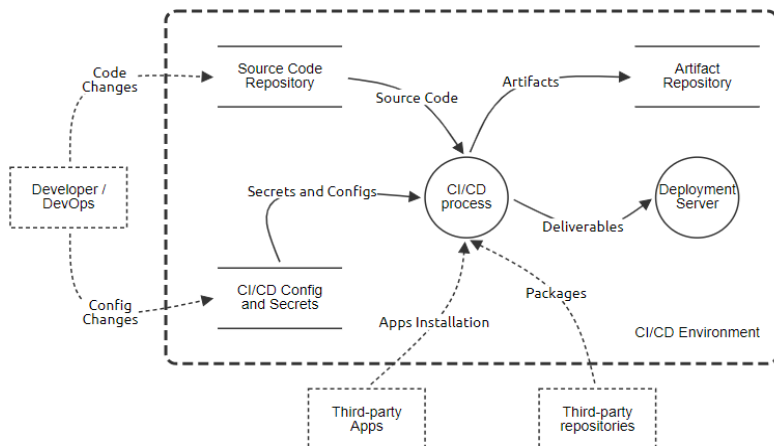 Code
Changes
Source Code
Repository
Artifacts
Artifact
Repository
Source Code
Developer /
DevOps
Secrets and Configs
CI/CD
process
Deployment
Server
Deliverables
Config
Changes
CI/CD Config
and Secrets
Packages
Apps Installation
CI/CD Environment
Third-party
Apps
Third-party
repositories